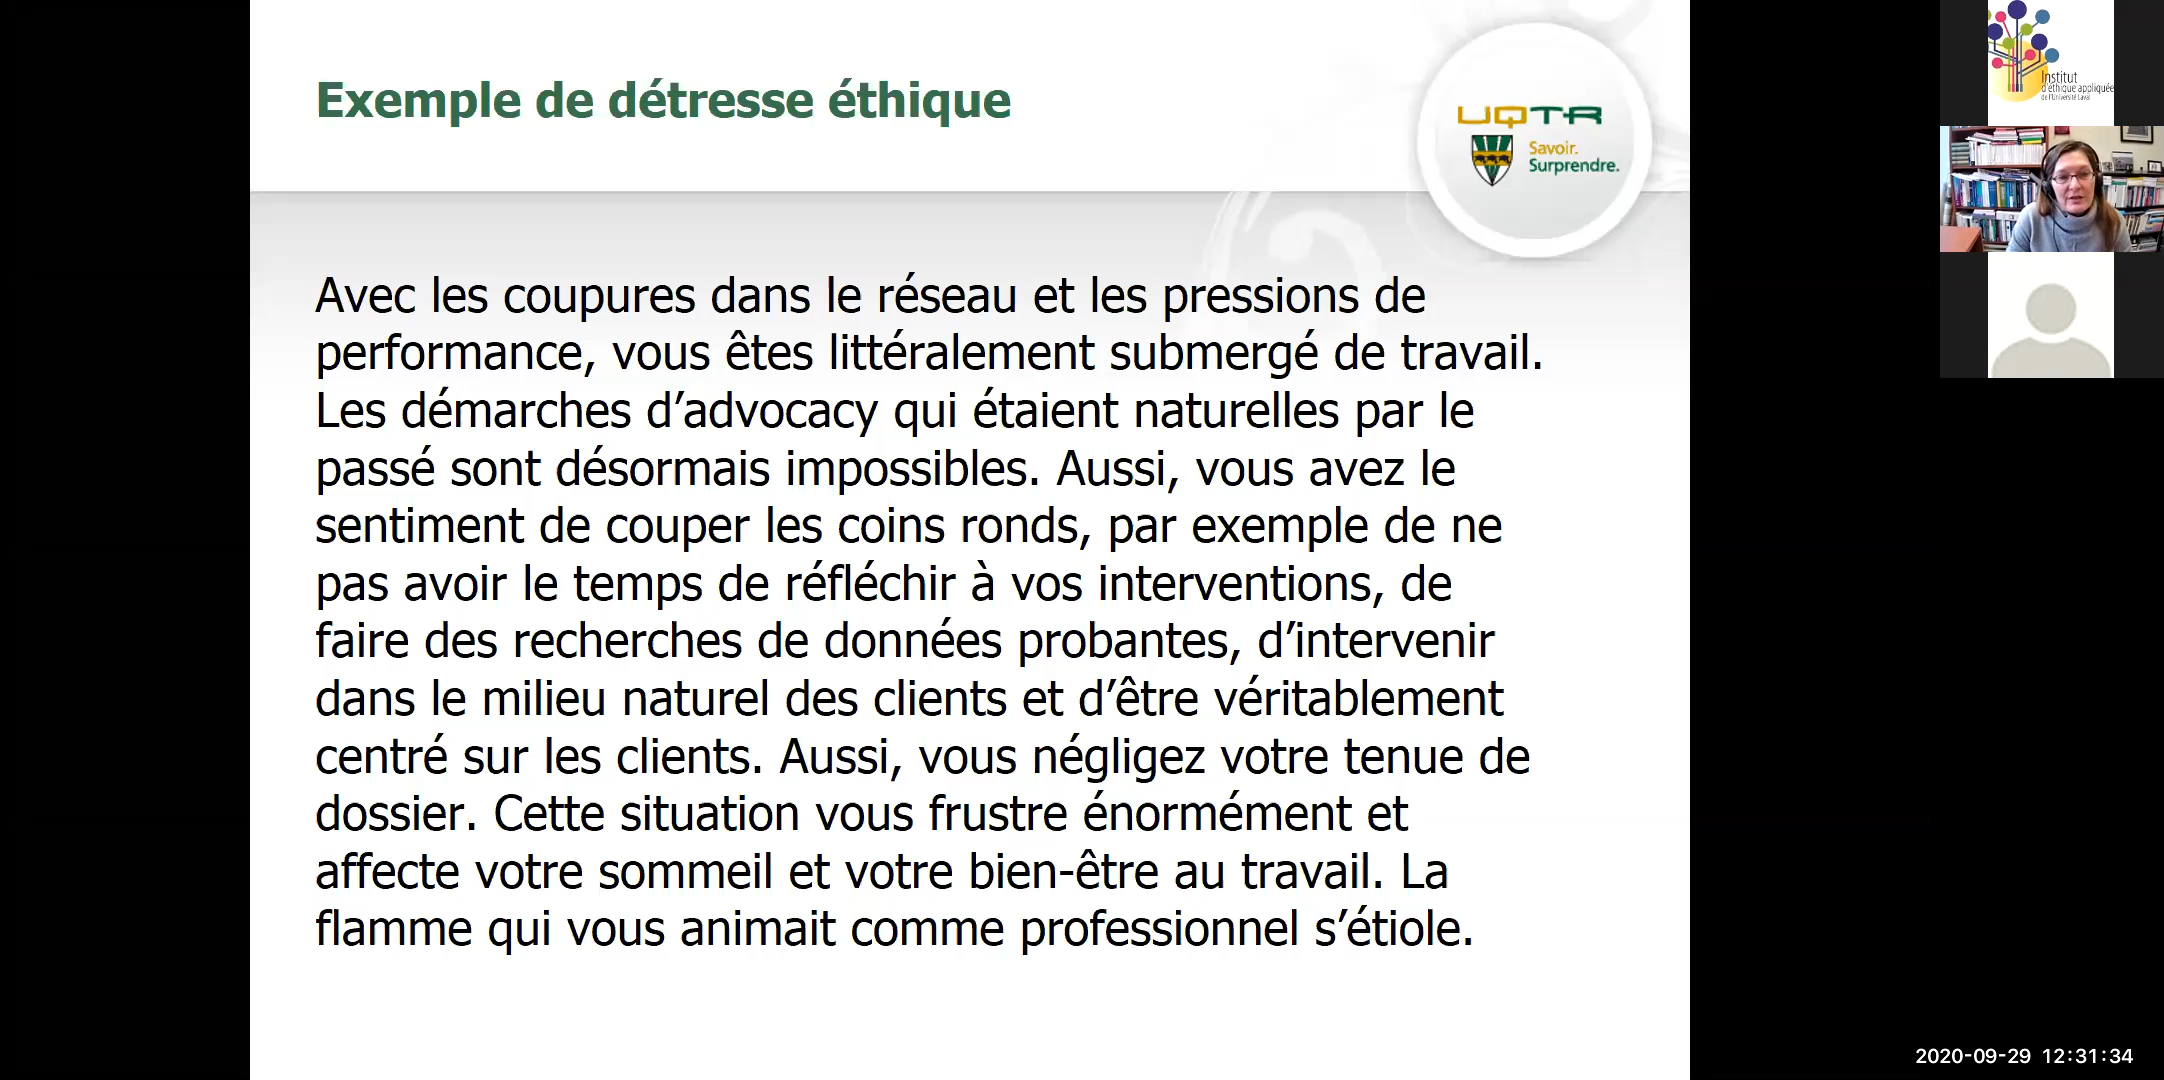 Exemple de détresse éthique
UQTR
Savoir.
Surprendre.
Avec les coupures dans le réseau et les pressions de
performance, vous êtes littéralement submergé de travail.
Les démarches d’advocacy qui étaient naturelles par le
passé sont désormais impossibles. Aussi, vous avez le
sentiment de couper les coins ronds, par exemple de ne
pas avoir le temps de réfléchir à vos interventions, de
faire des recherches de données probantes, d’intervenir
dans le milieu naturel des clients et d’être véritablement
centré sur les clients. Aussi, vous négligez votre tenue de
dossier. Cette situation vous frustre énormément et
affecte votre sommeil et votre bien-être au travail. La
flamme qui vous animait comme professionnel s’étiole.
Institut
d'éthique appliquée
de l'Université Laval
2020-09-29 12:31:34